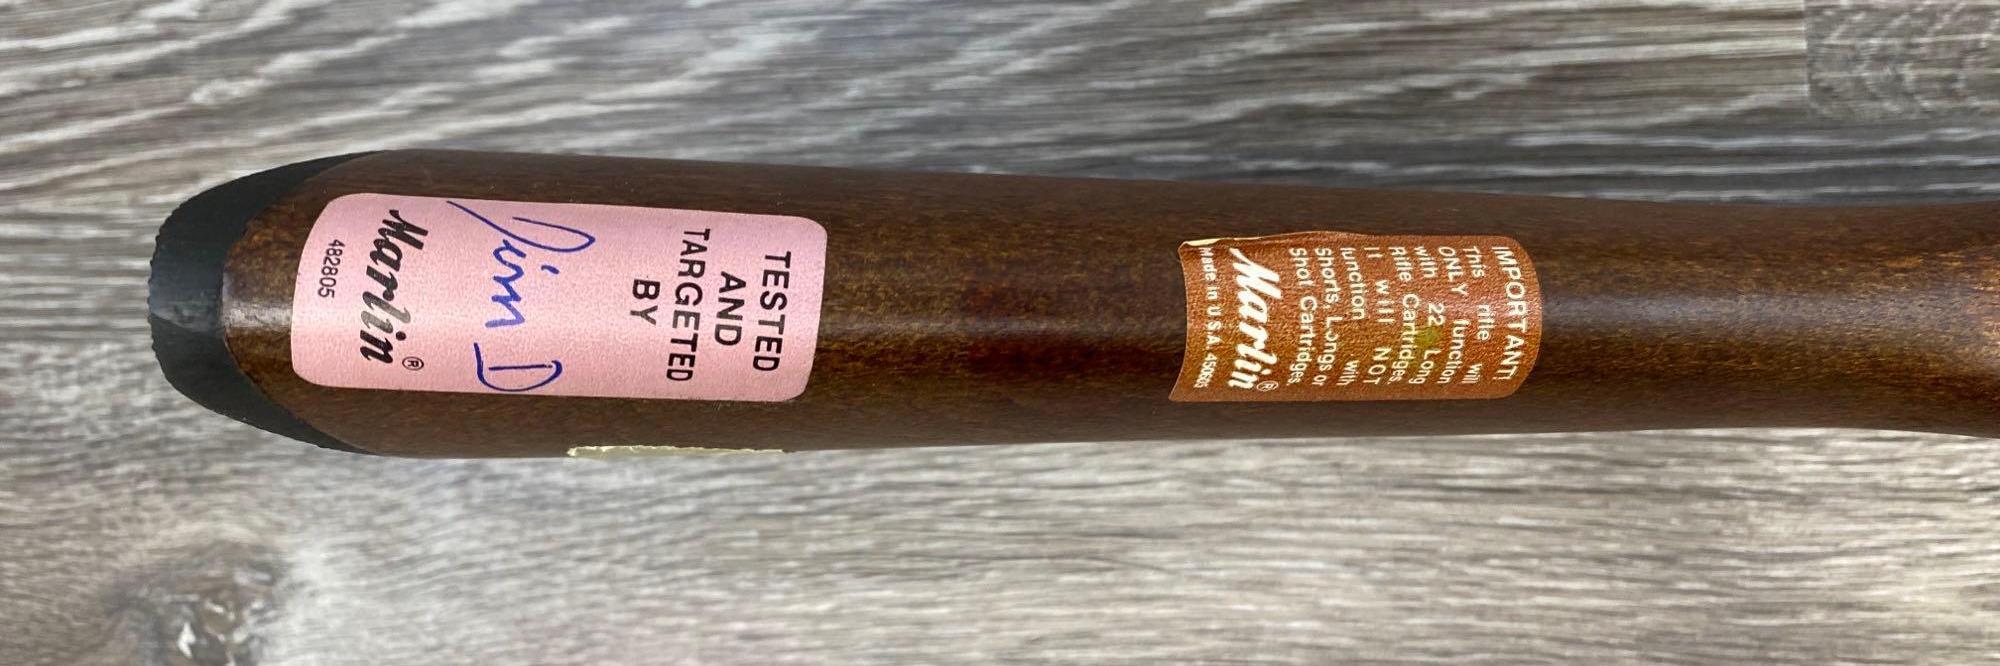 TESTED
AND
TARGETED
BY
Jim D
Marlin®
482805
IMPORTANT!
This rifle will
ONLY function
with 22 Long
Rifle Cartridges
It will NOT
function with
Shorts, Longs or
Shot Cartridges.
Marlin®
Made in U.S.A.